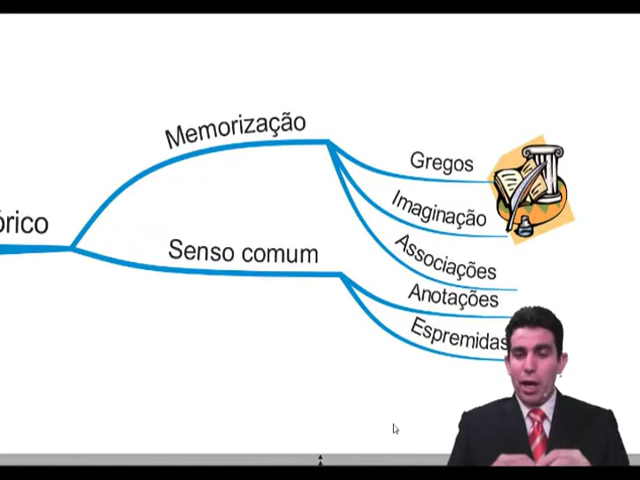 órico
Memorização
Gregos
Imaginação
Associações
Senso comum
Anotações
Espremidas